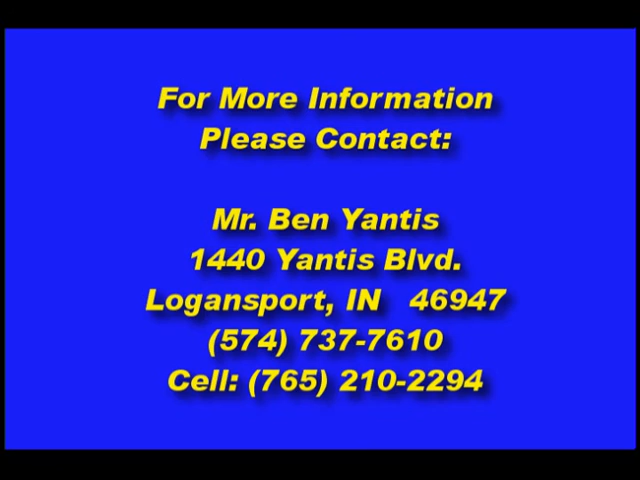 For More Information
Please Contact:
Mr. Ben Yantis
1440 Yantis Blvd.
Logansport, IN 46947
(574) 737-7610
Cell: (765) 210-2294